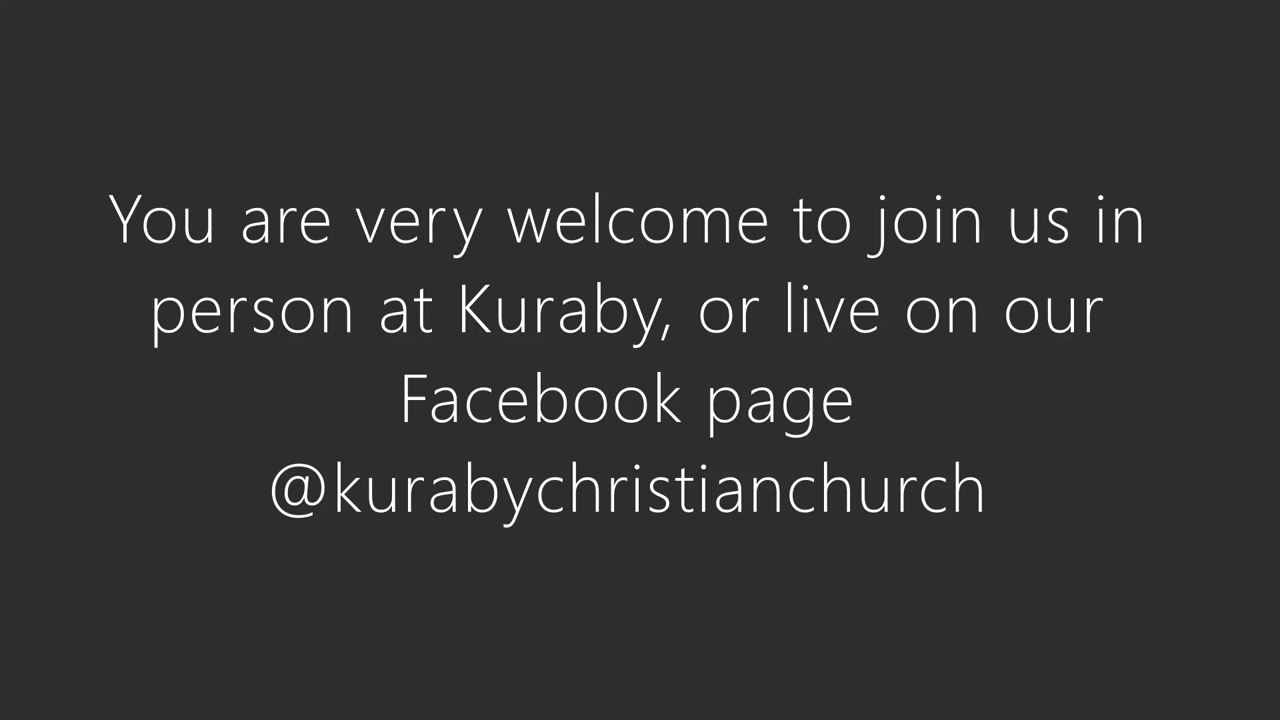 You are very welcome to join us in
person at Kuraby, or live on our
Facebook page
@kurabychristianchurch